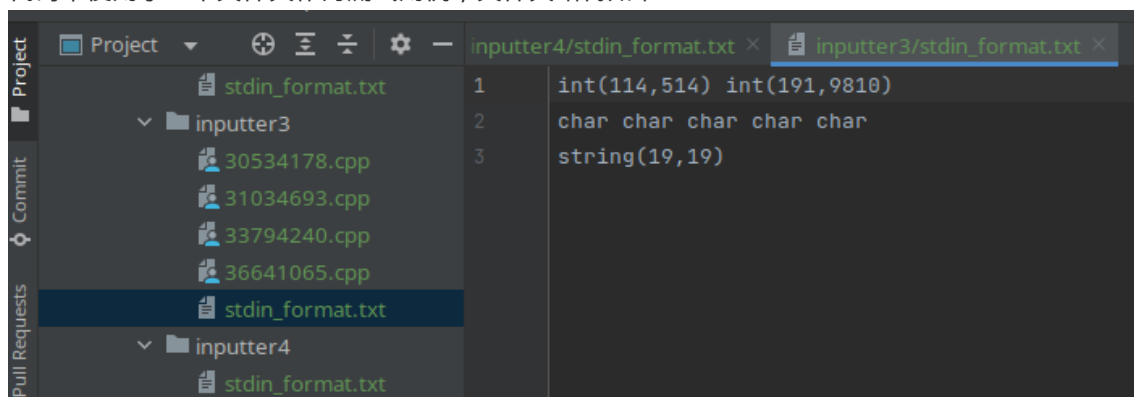 Project
inputter4/stdin_format.txt
inputter3/stdin_format.txt
Project
Commit
Pull Requests
stdin_format.txt
inputter3
30534178.cpp
31034693.cpp
33794240.cpp
36641065.cpp
stdin_format.txt
inputter4
stdin_format.txt
1 int(114,514) int(191,9810)
2 char char char char char
3 string(19,19)